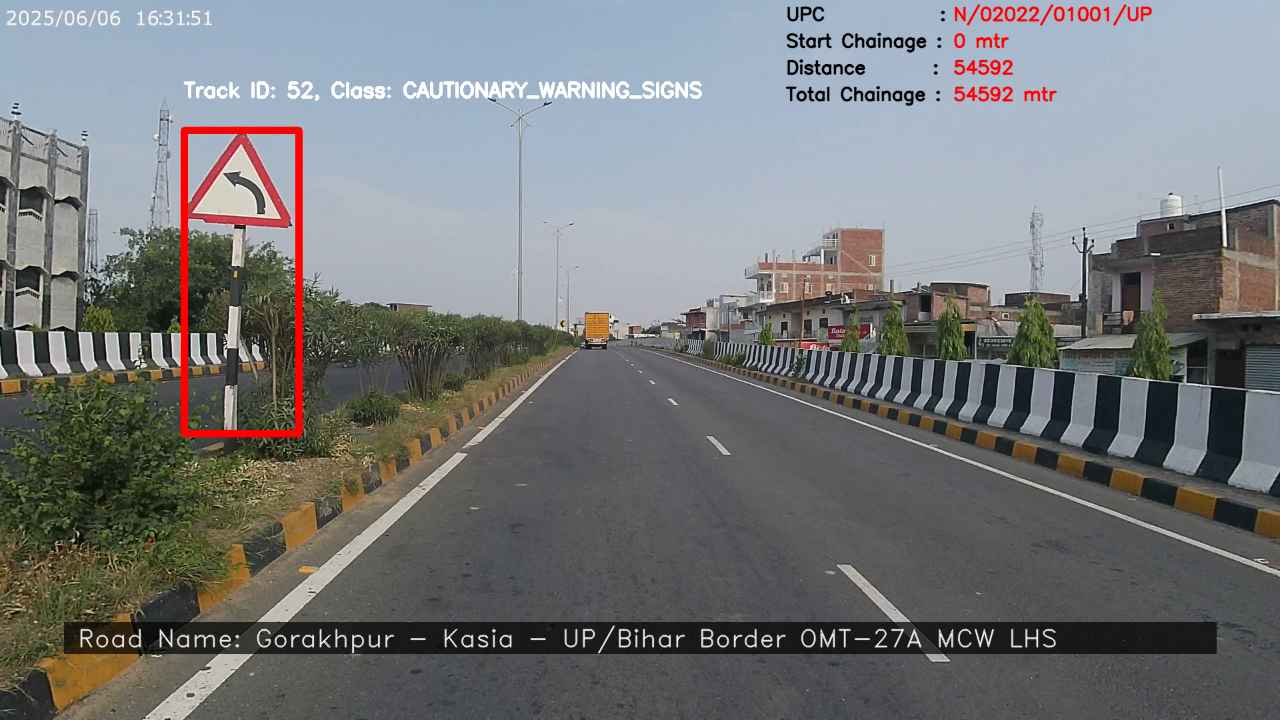 2025/06/06 16:31:51
UPC : N/02022/01001/UP
Start Chainage : 0 mtr
Distance : 54592
Total Chainage : 54592 mtr
Track ID: 52, Class: CAUTIONARY_WARNING_SIGNS
Road Name: Gorakhpur - Kasia - UP/Bihar Border OMT-27A MCW LHS